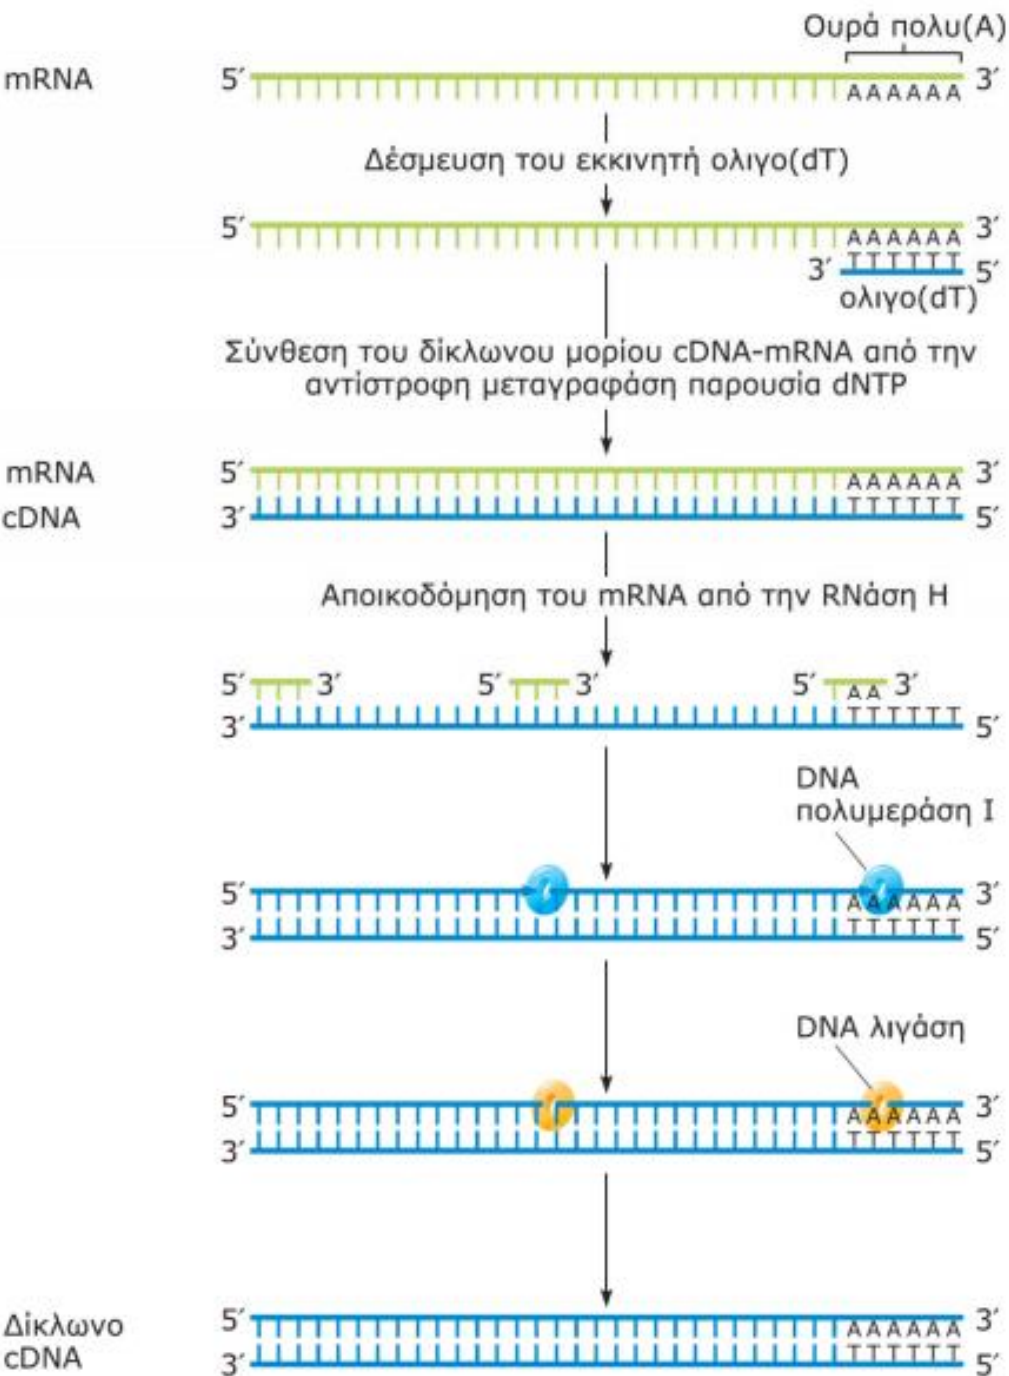 Ουρά πολυ(Α)
mRNA 5′ 3′
AAAAAA
Δέσμευση του εκκινητή ολιγο(dT)
5′ 3′
AAAAAA
3′ TTTTTT 5′
ολιγο(dT)
Σύνθεση του δίκλωνου μορίου cDNA-mRNA από την
αντίστροφη μεταγραφάση παρουσία dNTP
mRNA 5′ 3′
AAAAAA
TTTTTT
cDNA 3′ 5′
Αποικοδόμηση του mRNA από την RNάση H
5′ 3′ 5′ 3′ 5′ AA 3′
TTTTTT
3′ 5′
DNA
πολυμεράση I
5′ 3′
AAAAAA
TTTTTT
3′ 5′
DNA λιγάση
5′ 3′
AAAAAA
TTTTTT
3′ 5′
Δίκλωνο 5′ 3′
AAAAAA
TTTTTT
cDNA 3′ 5′